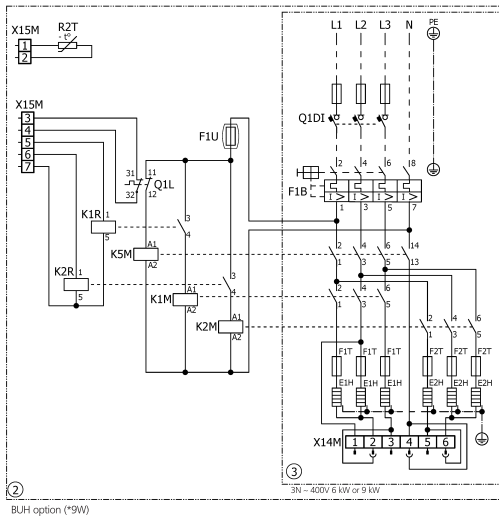 X15M
R2T
1
t°
2
X15M
3
4
5
6
7
F1U
31 11
Q1L
32 12
K1R 1
5
3
4
K5M A1
A2
K2R 1
5
K1M A1
A2
3
4
K2M A1
A2
L1 L2 L3 N PE
Q1DI
2 4 6 8
F1B
I > I > I > I >
1 3 5 7
2 4 6 14
1 3 5 13
2 4 6
1 3 5
2 4 6
1 3 5
F1T F1T F1T F2T F2T F2T
E1H E1H E1H E2H E2H E2H
X14M 1 2 3 4 5 6
2
3
3N ~ 400V 6 kW or 9 kW
BUH option (*9W)